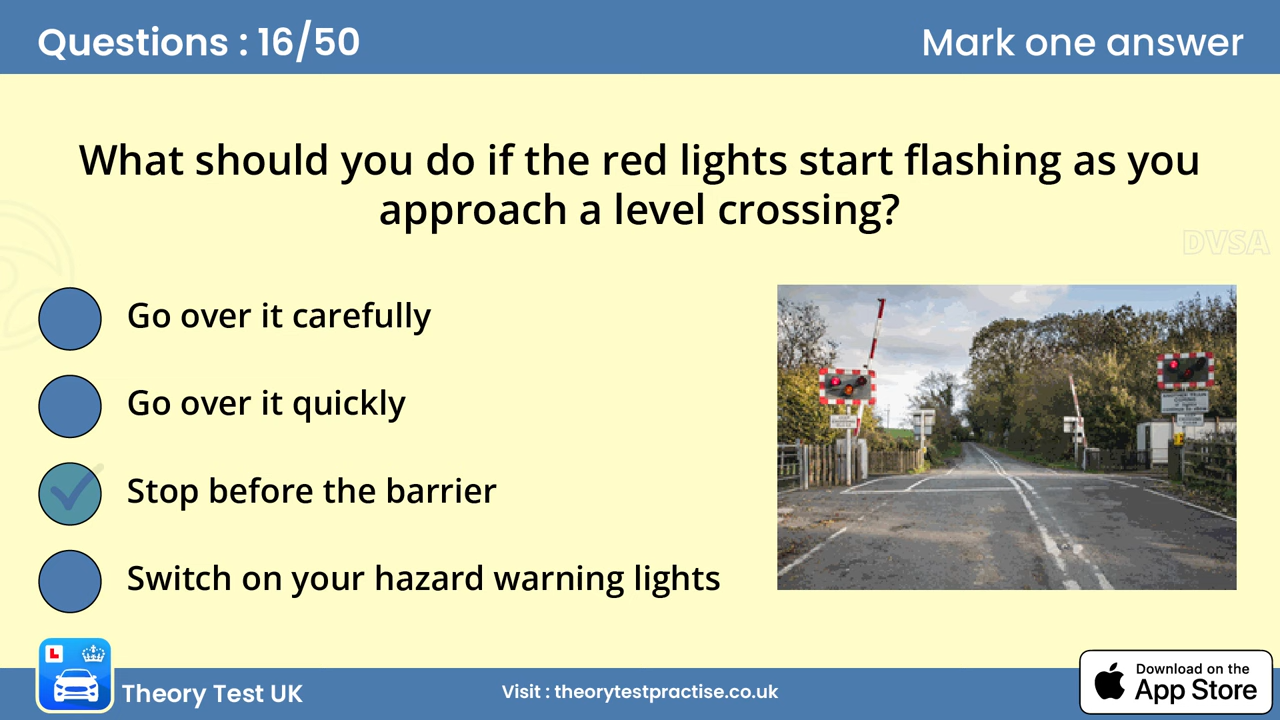 Questions : 16/50
Mark one answer
What should you do if the red lights start flashing as you
approach a level crossing?
DVSA
Go over it carefully
Go over it quickly
Stop before the barrier
Switch on your hazard warning lights
L
Theory Test UK
Visit : theorytestpractise.co.uk
Download on the
App Store